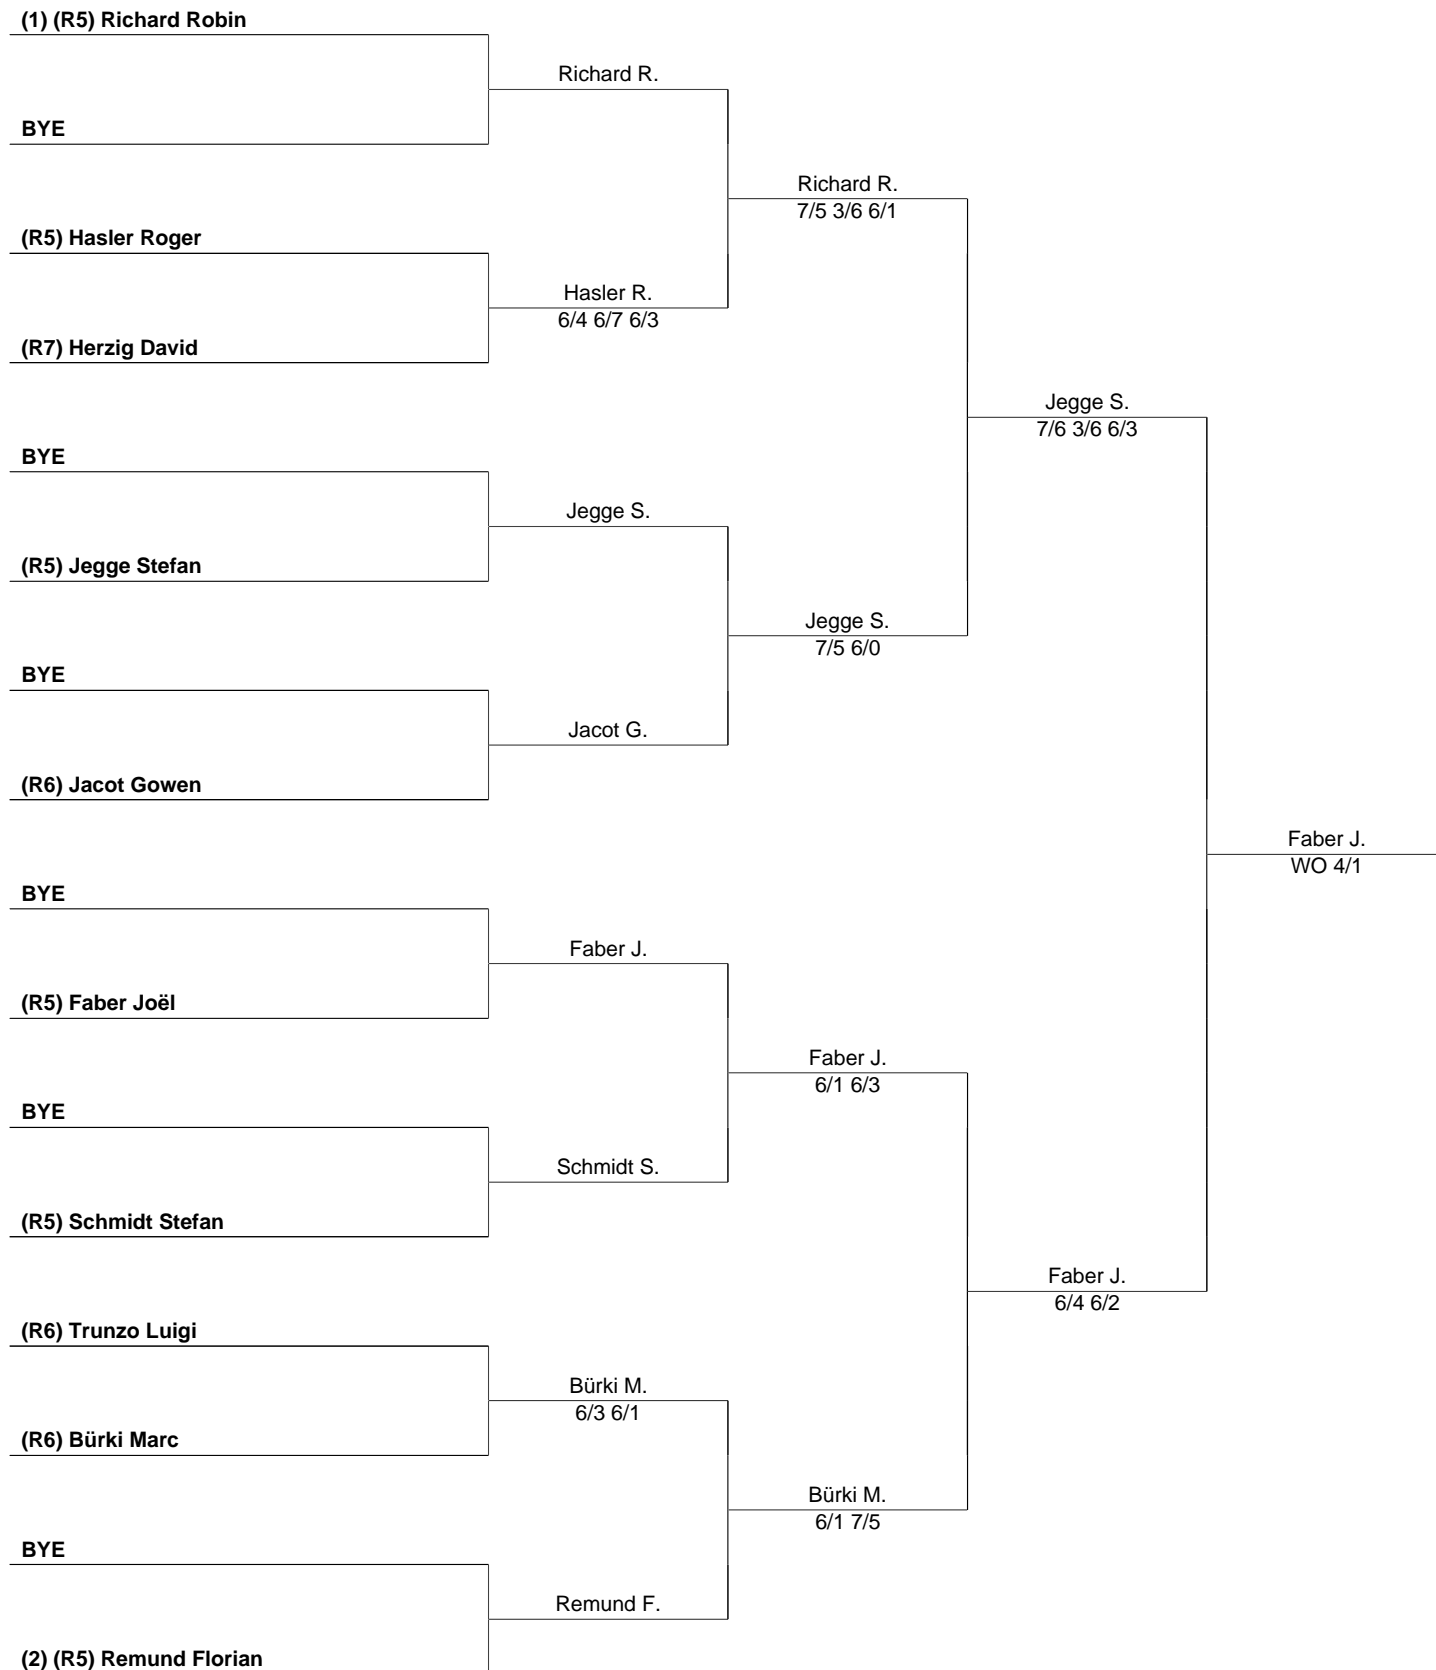 (1) (R5) Richard Robin
Richard R.
BYE
Richard R.
7/5 3/6 6/1
(R5) Hasler Roger
Hasler R.
6/4 6/7 6/3
(R7) Herzig David
Jegge S.
7/6 3/6 6/3
BYE
Jegge S.
(R5) Jegge Stefan
Jegge S.
7/5 6/0
BYE
Jacot G.
(R6) Jacot Gowen
Faber J.
WO 4/1
BYE
Faber J.
(R5) Faber Joël
Faber J.
6/1 6/3
BYE
Schmidt S.
(R5) Schmidt Stefan
Faber J.
6/4 6/2
(R6) Trunzo Luigi
Bürki M.
6/3 6/1
(R6) Bürki Marc
Bürki M.
6/1 7/5
BYE
Remund F.
(2) (R5) Remund Florian